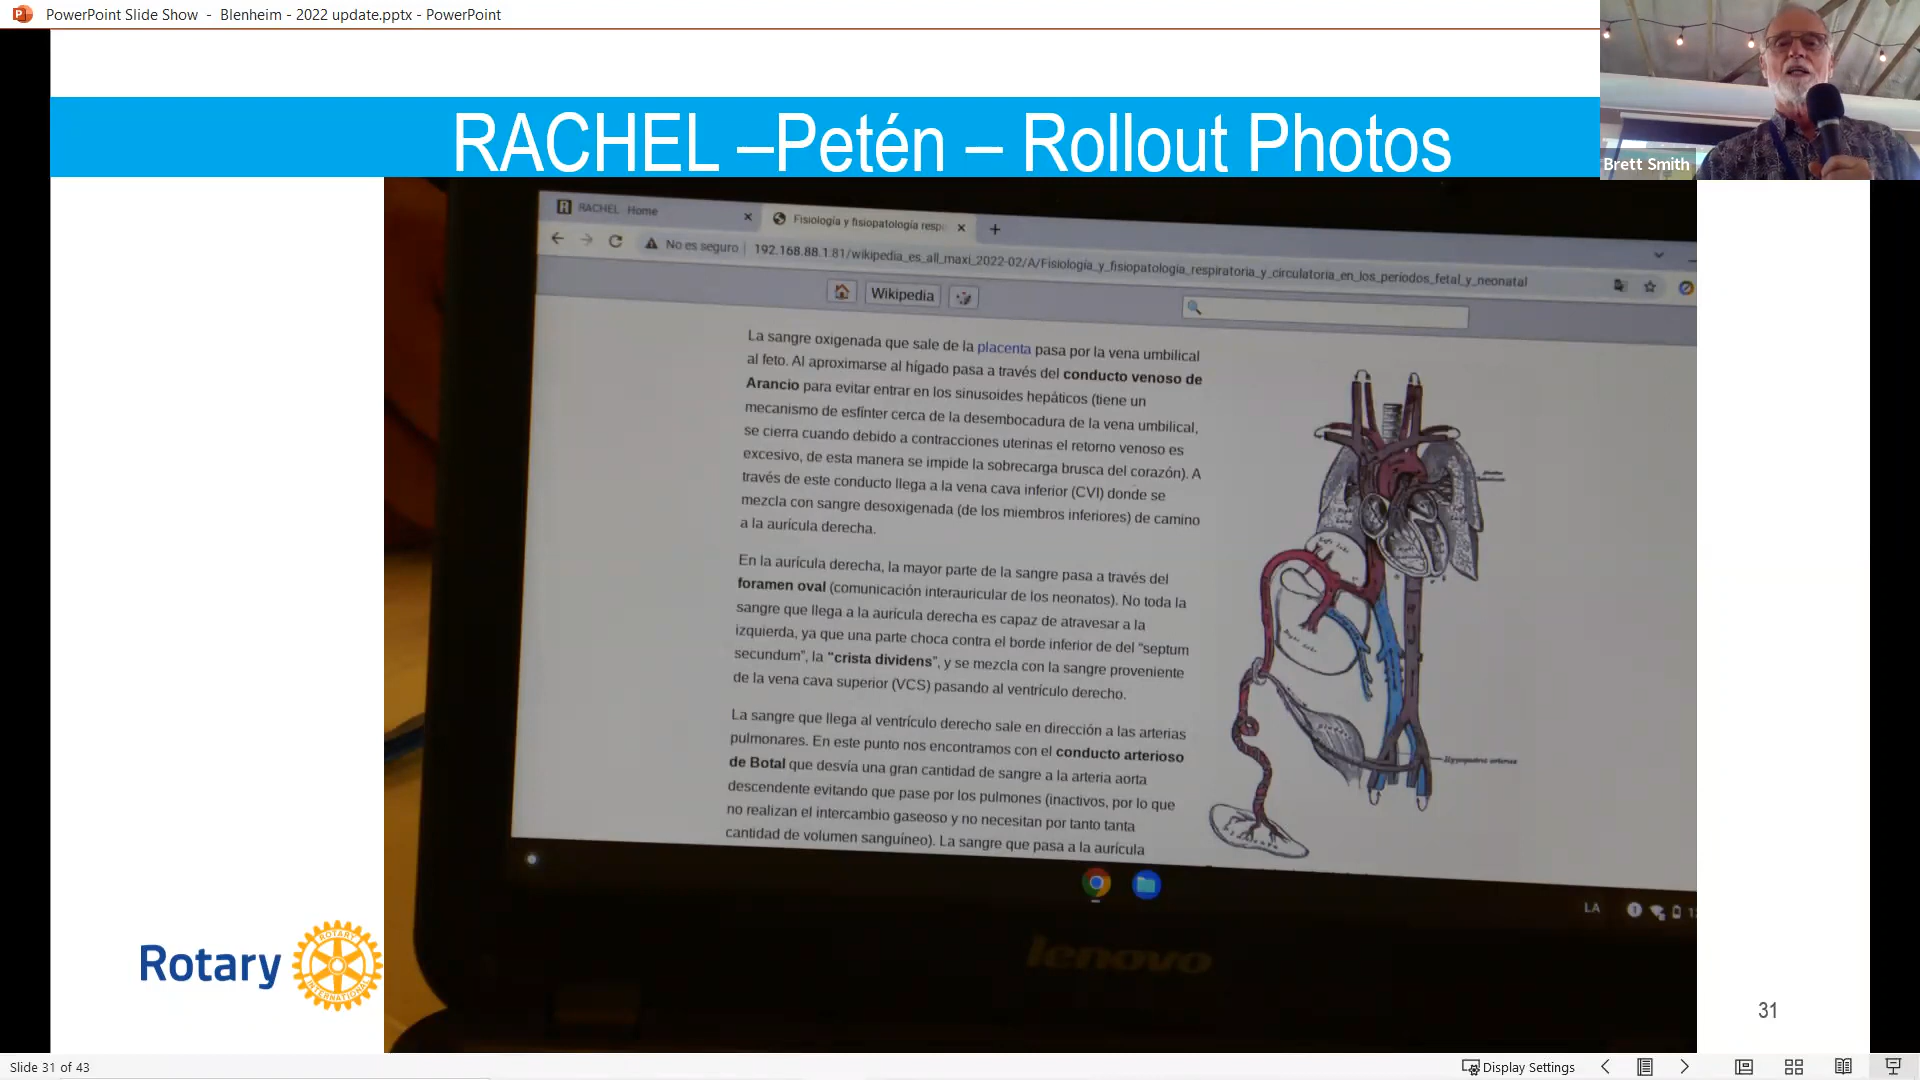 PowerPoint Slide Show - Blenheim - 2022 update.pptx - PowerPoint
Brett Smith
RACHEL –Petén – Rollout Photos
RACHEL Home
Fisiología y fisiopatología resp
No es seguro | 192.168.88.1:81/wikipedia_es_all_maxi_2022-02/A/Fisiología_y_fisiopatología_respiratoria_y_circulatoria_en_los_periodos_fetal_y_neonatal
Wikipedia
La sangre oxigenada que sale de la placenta pasa por la vena umbilical
al feto. Al aproximarse al hígado pasa a través del conducto venoso de
Arancio para evitar entrar en los sinusoides hepáticos (tiene un
mecanismo de esfínter cerca de la desembocadura de la vena umbilical,
se cierra cuando debido a contracciones uterinas el retorno venoso es
excesivo, de esta manera se impide la sobrecarga brusca del corazón). A
través de este conducto llega a la vena cava inferior (CVI) donde se
mezcla con sangre desoxigenada (de los miembros inferiores) de camino
a la aurícula derecha.
En la aurícula derecha, la mayor parte de la sangre pasa a través del
foramen oval (comunicación interauricular de los neonatos). No toda la
sangre que llega a la aurícula derecha es capaz de atravesar a la
izquierda, ya que una parte choca contra el borde inferior de del “septum
secundum”, la “crista dividens”, y se mezcla con la sangre proveniente
de la vena cava superior (VCS) pasando al ventrículo derecho.
La sangre que llega al ventrículo derecho sale en dirección a las arterias
pulmonares. En este punto nos encontramos con el conducto arterioso
de Botal que desvía una gran cantidad de sangre a la arteria aorta
descendente evitando que pase por los pulmones (inactivos, por lo que
no realizan el intercambio gaseoso y no necesitan por tanto tanta
cantidad de volumen sanguíneo). La sangre que pasa a la aurícula
LA
lenovo
Rotary
ROTARY
INTERNATIONAL
31
Slide 31 of 43
Display Settings